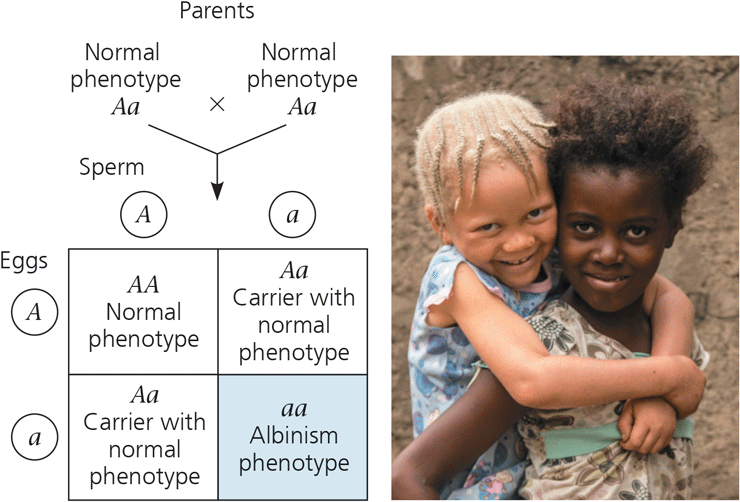 Parents
Normal phenotype
Normal phenotype
Aa
×
Aa
Sperm
A
a
Eggs
A
AA
Normal
phenotype
Aa
Carrier with
normal
phenotype
a
Aa
Carrier with
normal
phenotype
aa
Albinism
phenotype